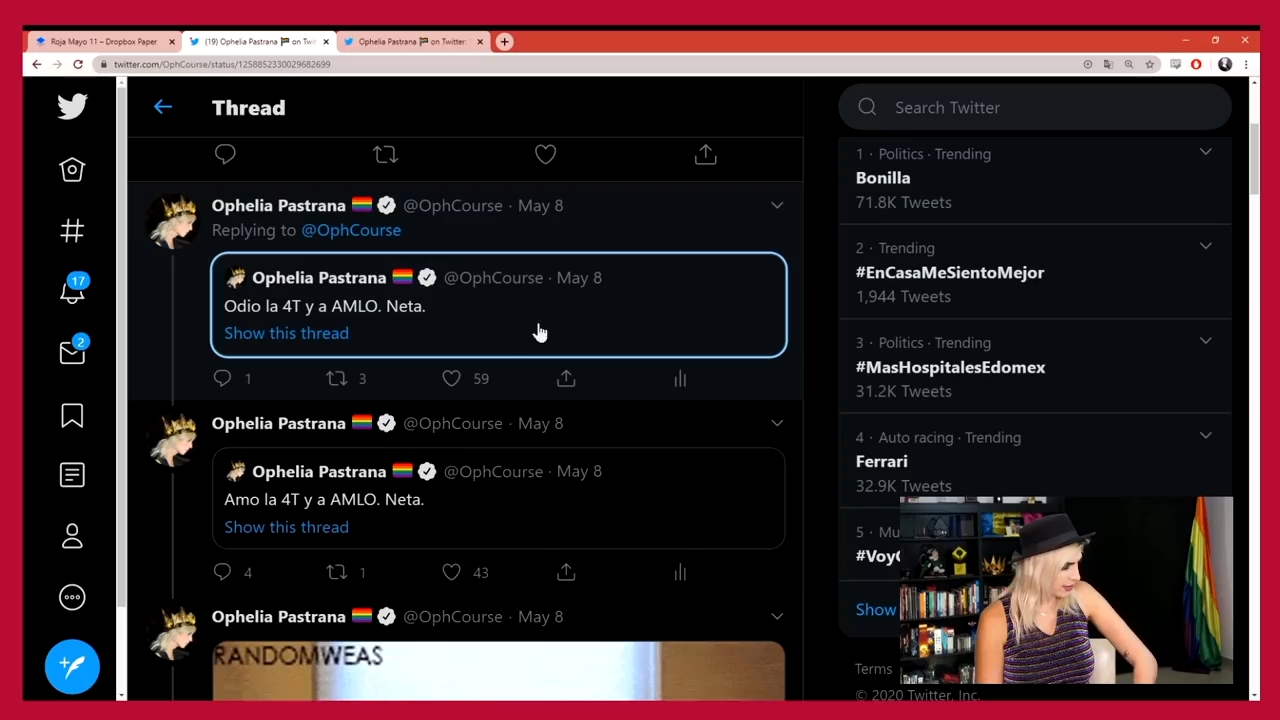 Roja Mayo 11 – Dropbox Paper
(19) Ophelia Pastrana on Twit
Ophelia Pastrana on Twitter:
twitter.com/OphCourse/status/1258852330029682699
Thread
Search Twitter
17
2
Ophelia Pastrana @OphCourse · May 8
Replying to @OphCourse
Ophelia Pastrana @OphCourse · May 8
Odio la 4T y a AMLO. Neta.
Show this thread
1 3 59
Ophelia Pastrana @OphCourse · May 8
Ophelia Pastrana @OphCourse · May 8
Amo la 4T y a AMLO. Neta.
Show this thread
4 1 43
Ophelia Pastrana @OphCourse · May 8
RANDOMWEAS
1 · Politics · Trending
Bonilla
71.8K Tweets
2 · Trending
#EnCasaMeSientoMejor
1,944 Tweets
3 · Politics · Trending
#MasHospitalesEdomex
31.2K Tweets
4 · Auto racing · Trending
Ferrari
32.9K Tweets
5 · Mu
#VoyC
Show
Terms
© 2020 Twitter, Inc.